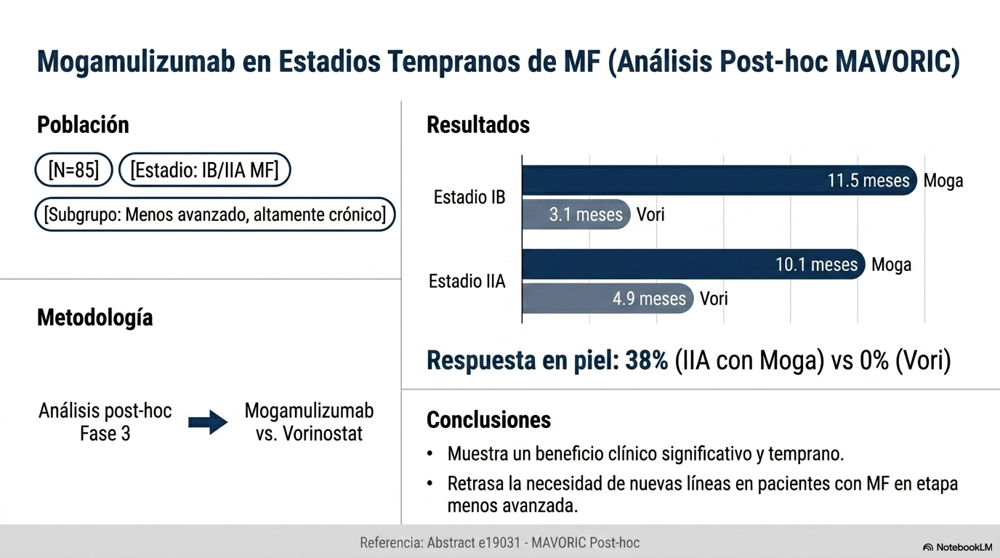 Mogamulizumab en Estadios Tempranos de MF (Análisis Post-hoc MAVORIC)
Población
[N=85]
[Estadio: IB/IIA MF]
[Subgrupo: Menos avanzado, altamente crónico]
Metodología
Análisis post-hoc
Fase 3
Mogamulizumab
vs. Vorinostat
Resultados
Estadio IB
11.5 meses
Moga
3.1 meses
Vori
Estadio IIA
10.1 meses
Moga
4.9 meses
Vori
Respuesta en piel: 38% (IIA con Moga) vs 0% (Vori)
Conclusiones
• Muestra un beneficio clínico significativo y temprano.
• Retrasa la necesidad de nuevas líneas en pacientes con MF en etapa
menos avanzada.
Referencia: Abstract e19031 - MAVORIC Post-hoc
NotebookLM